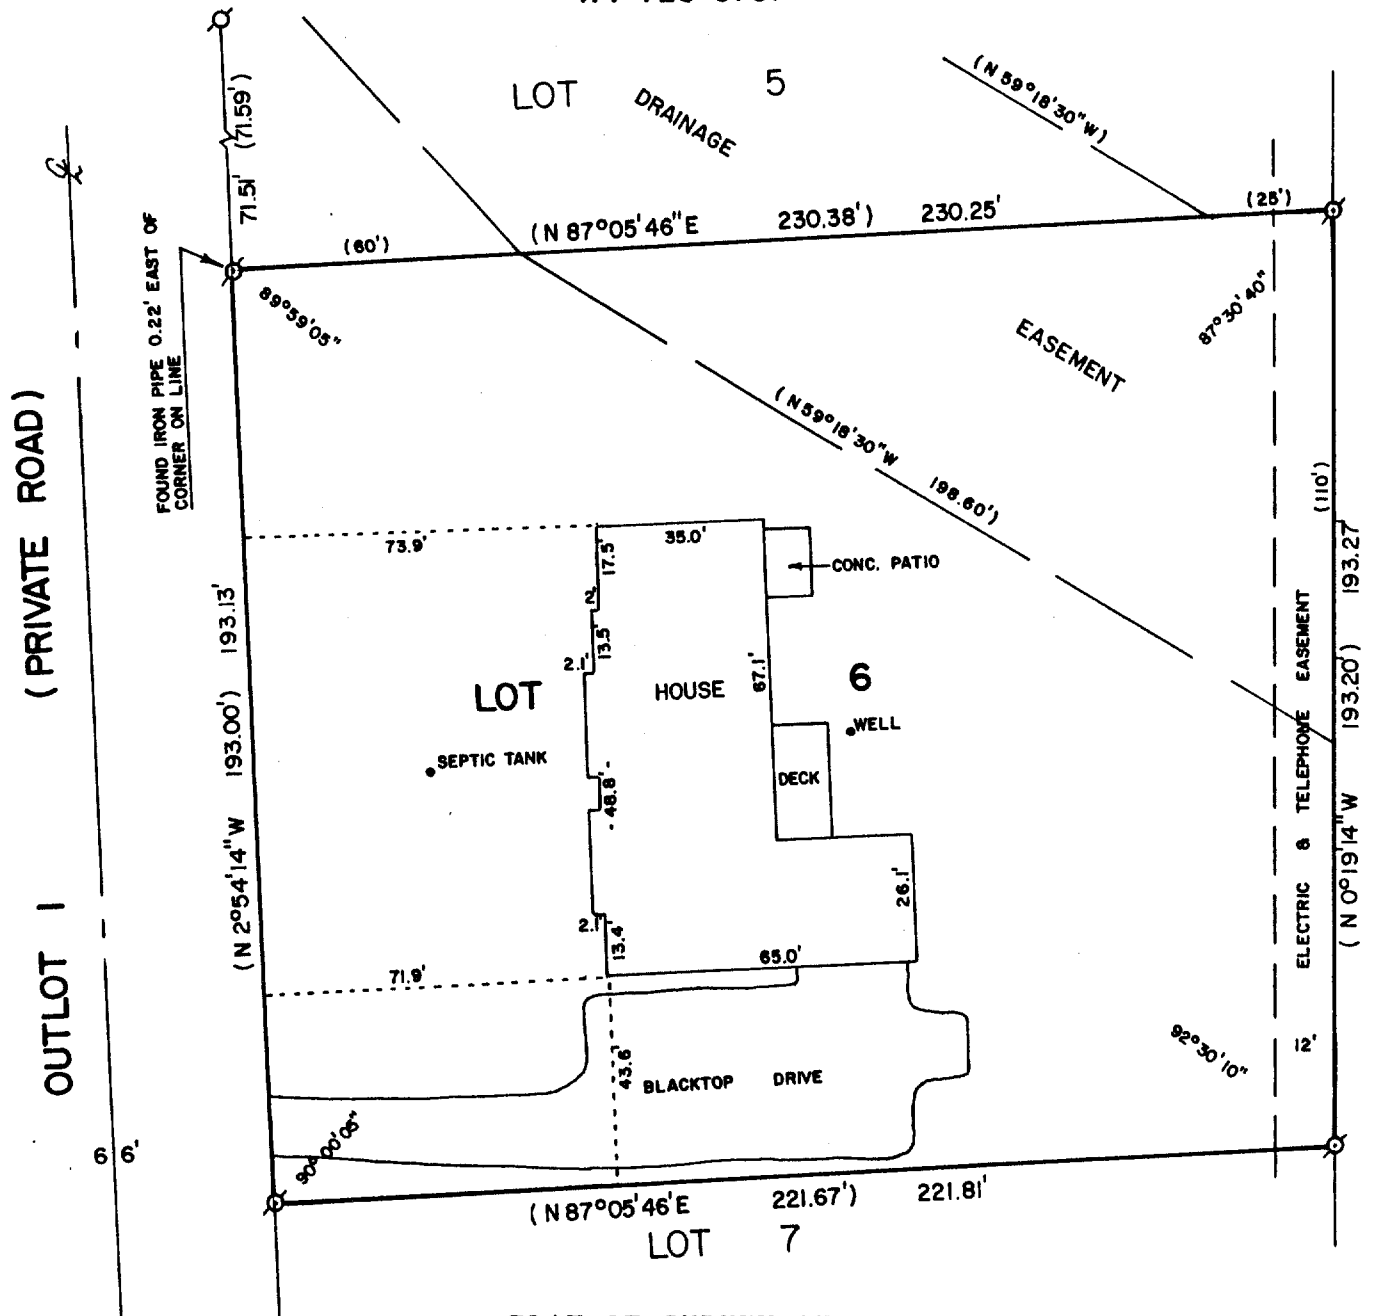 LOT 5
DRAINAGE
(N 59°18'30"W)
71.51' (71.59')
(60')
(N 87°05'46"E 230.38') 230.25'
(25')
FOUND IRON PIPE 0.22' EAST OF
CORNER ON LINE
89°59'05"
87°30'40"
EASEMENT
(N59°18'30"W 198.60')
(PRIVATE ROAD)
OUTLOT 1
(N 2°54'14"W 193.00') 193.13'
73.9'
35.0'
17.5'
2.
13.5'
2.1'
CONC. PATIO
LOT 6
HOUSE
67.1'
WELL
SEPTIC TANK
48.8'
DECK
26.1'
2.1'
13.4
65.0'
71.9'
43.6'
BLACKTOP DRIVE
(110')
(N 0°19'14"W 193.20') 193.27
12' ELECTRIC & TELEPHONE EASEMENT
92°30'10"
90°00'05"
66'
(N87°05'46'E 221.67') 221.81'
LOT 7